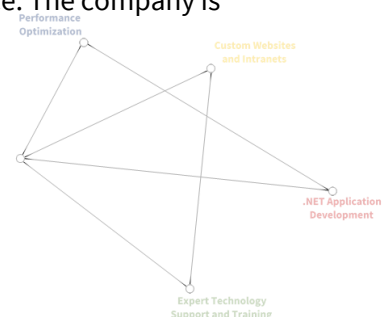 e. The company is
Performance
Optimization
Custom Websites
and Intranets
.NET Application
Development
Expert Technology
Support and Training